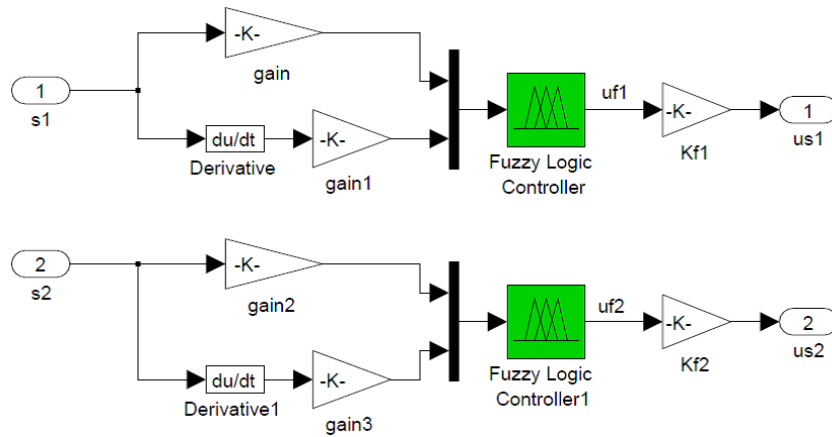 -K-
gain
1
s1
du/dt
Derivative
-K-
gain1
Fuzzy Logic
Controller
uf1
-K-
Kf1
1
us1
2
s2
-K-
gain2
du/dt
Derivative1
-K-
gain3
Fuzzy Logic
Controller1
uf2
-K-
Kf2
2
us2